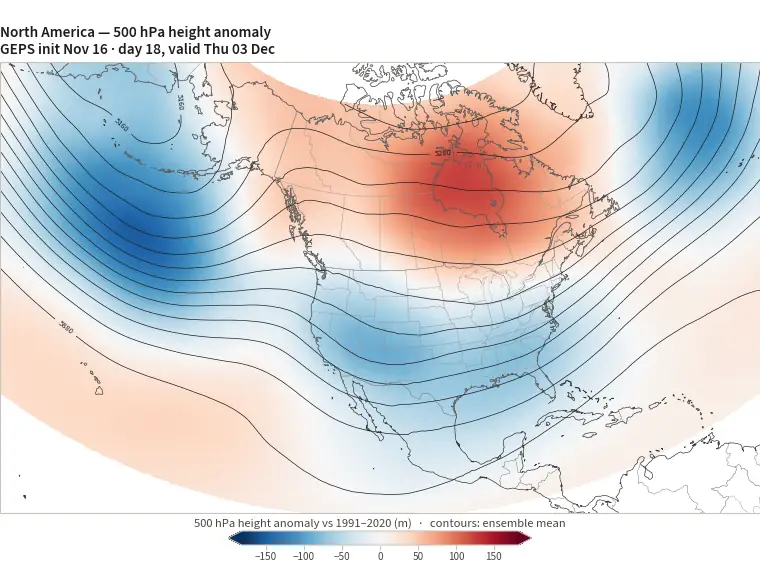 North America — 500 hPa height anomaly
GEPS init Nov 16 · day 18, valid Thu 03 Dec
5160
5160
5280
5880
500 hPa height anomaly vs 1991–2020 (m) · contours: ensemble mean
−150 −100 −50 0 50 100 150